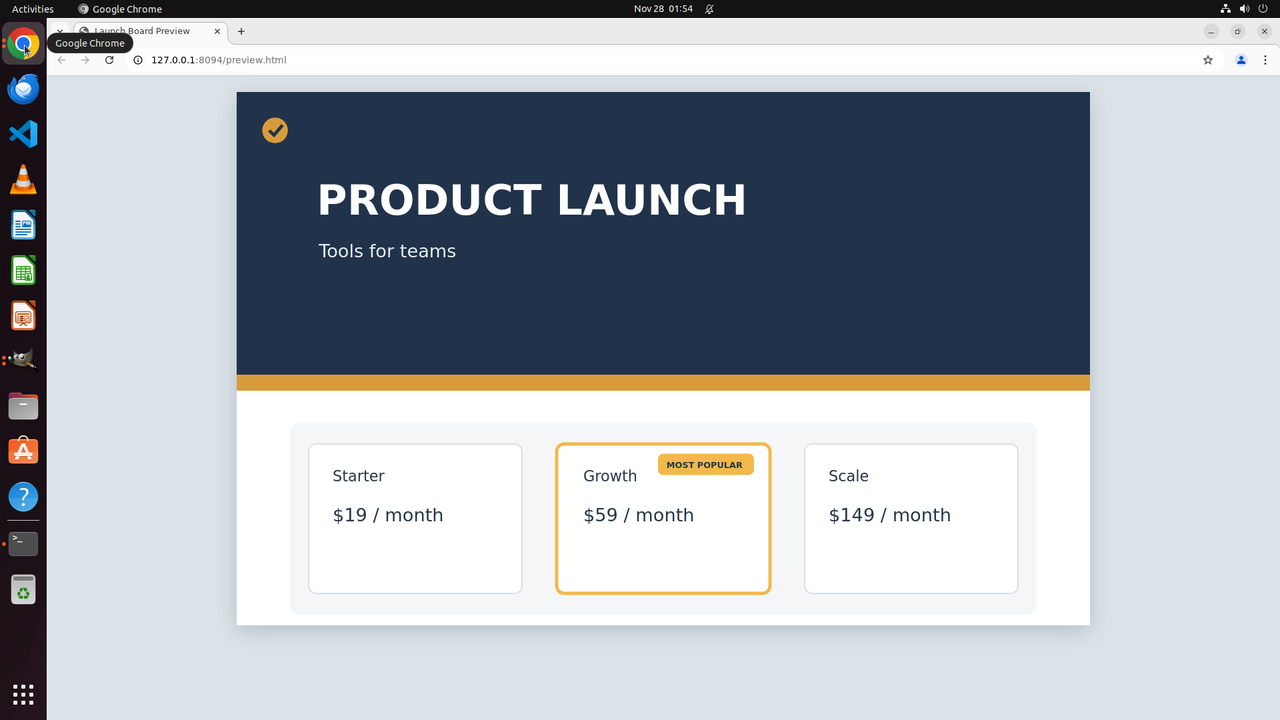 Activities
Google Chrome
Nov 28 01:54
Launch Board Preview
Google Chrome
127.0.0.1:8094/preview.html
PRODUCT LAUNCH
Tools for teams
Starter
$19 / month
MOST POPULAR
Growth
$59 / month
Scale
$149 / month